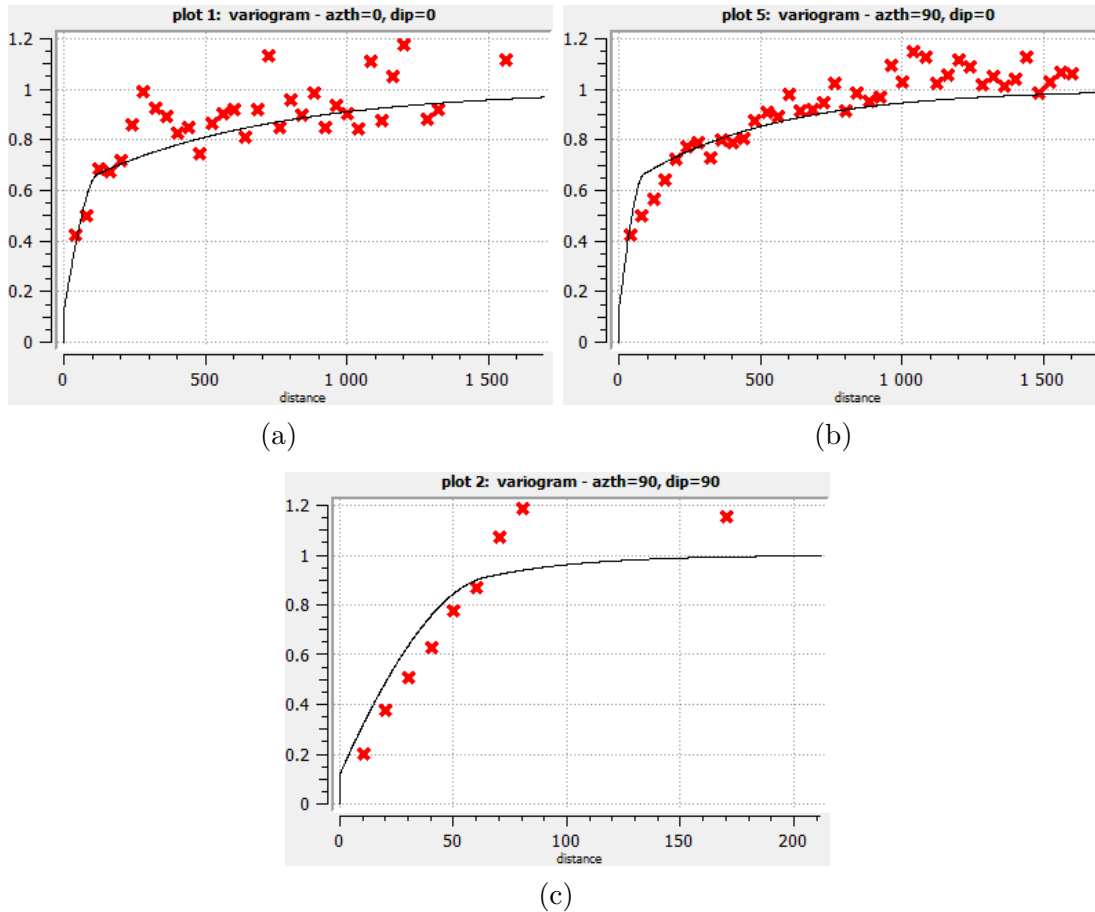 plot 1: variogram - azth=0, dip=0
1.2
1
0.8
0.6
0.4
0.2
0
0 500 1 000 1 500
distance
(a)
plot 5: variogram - azth=90, dip=0
1.2
1
0.8
0.6
0.4
0.2
0
0 500 1 000 1 500
distance
(b)
plot 2: variogram - azth=90, dip=90
1.2
1
0.8
0.6
0.4
0.2
0
0 50 100 150 200
distance
(c)